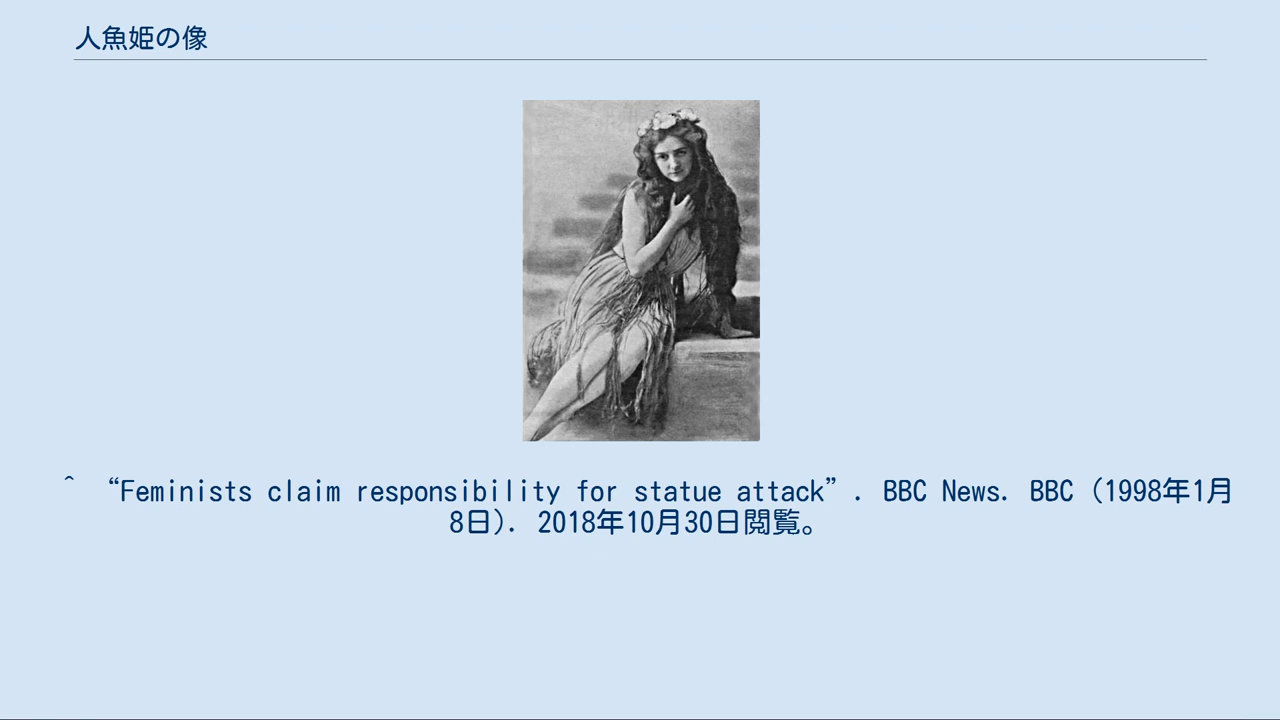 人魚姫の像
^ “Feminists claim responsibility for statue attack”. BBC News. BBC (1998年1月
8日). 2018年10月30日閲覧。